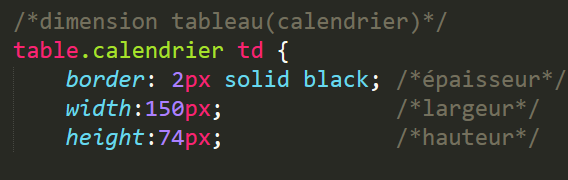 /*dimension tableau(calendrier)*/
table.calendrier td {
border: 2px solid black; /*épaisseur*/
width:150px; /*largeur*/
height:74px; /*hauteur*/